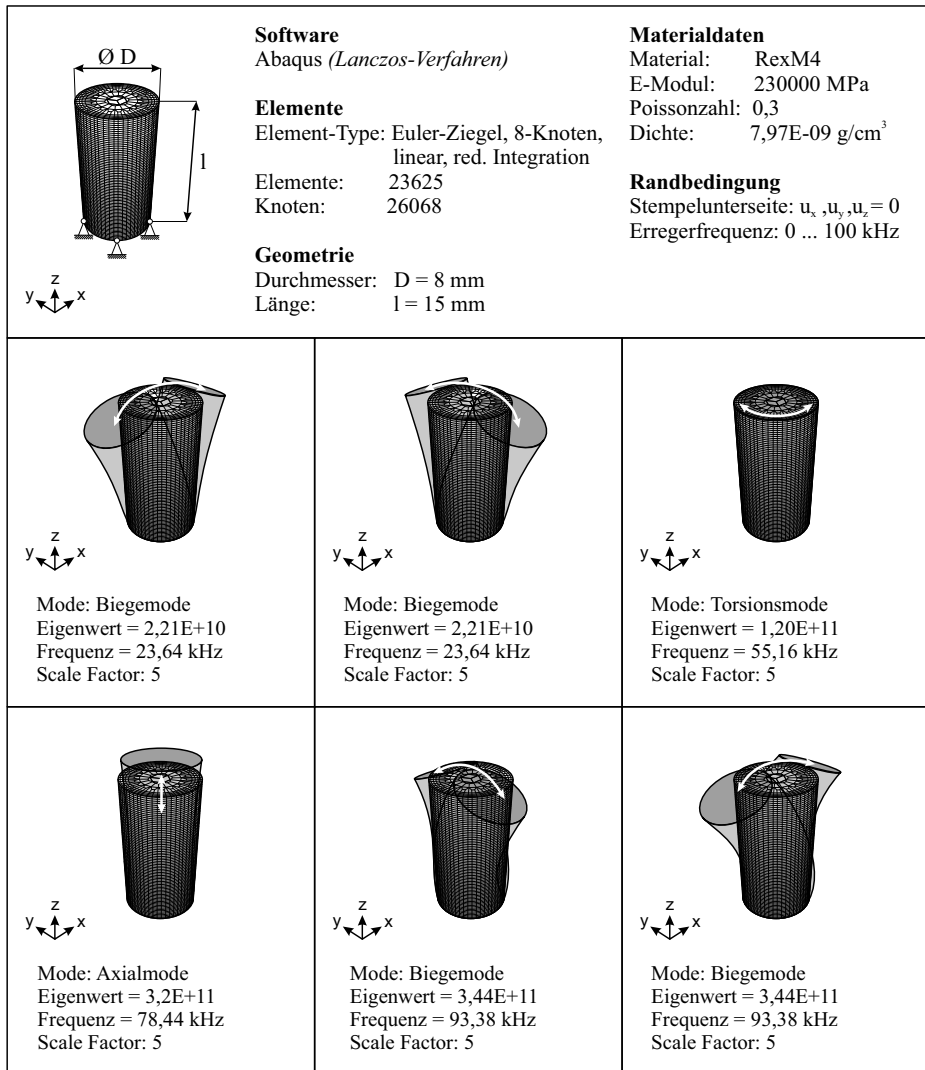 Ø D
l
z
y
x
Software
Abaqus (Lanczos-Verfahren)
Elemente
Element-Type: Euler-Ziegel, 8-Knoten,
linear, red. Integration
Elemente: 23625
Knoten: 26068
Geometrie
Durchmesser: D = 8 mm
Länge: l = 15 mm
Materialdaten
Material: RexM4
E-Modul: 230000 MPa
Poissonzahl: 0,3
Dichte: 7,97E-09 g/cm³
Randbedingung
Stempelunterseite: uₓ ,u_y,u_z = 0
Erregerfrequenz: 0 ... 100 kHz
z
y
x
Mode: Biegemode
Eigenwert = 2,21E+10
Frequenz = 23,64 kHz
Scale Factor: 5
z
y
x
Mode: Biegemode
Eigenwert = 2,21E+10
Frequenz = 23,64 kHz
Scale Factor: 5
z
y
x
Mode: Torsionsmode
Eigenwert = 1,20E+11
Frequenz = 55,16 kHz
Scale Factor: 5
z
y
x
Mode: Axialmode
Eigenwert = 3,2E+11
Frequenz = 78,44 kHz
Scale Factor: 5
z
y
x
Mode: Biegemode
Eigenwert = 3,44E+11
Frequenz = 93,38 kHz
Scale Factor: 5
z
y
x
Mode: Biegemode
Eigenwert = 3,44E+11
Frequenz = 93,38 kHz
Scale Factor: 5